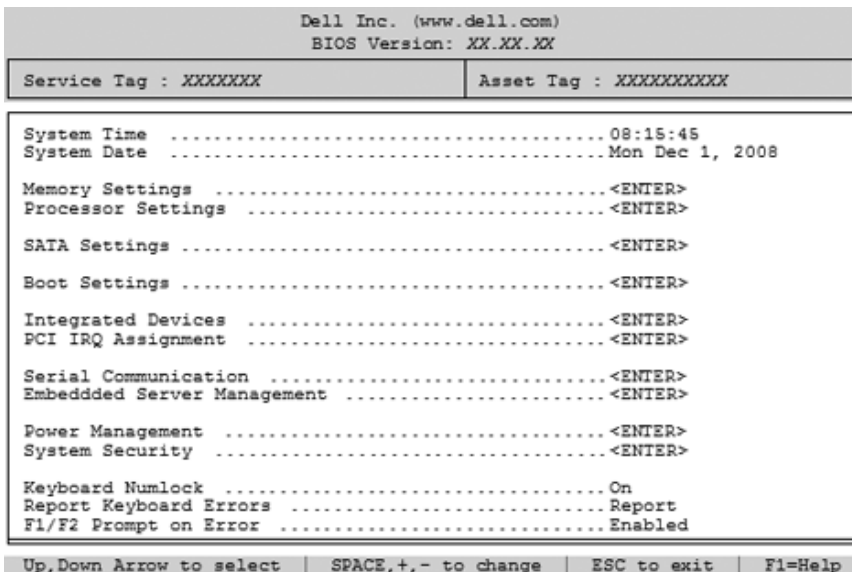 Dell Inc. (www.dell.com)
BIOS Version: XX.XX.XX
Service Tag : XXXXXXX Asset Tag : XXXXXXXXXX
System Time ........................................08:15:45
System Date ........................................Mon Dec 1, 2008
Memory Settings ....................................<ENTER>
Processor Settings .................................<ENTER>
SATA Settings .......................................<ENTER>
Boot Settings .......................................<ENTER>
Integrated Devices .................................<ENTER>
PCI IRQ Assignment .................................<ENTER>
Serial Communication ...............................<ENTER>
Embeddded Server Management ........................<ENTER>
Power Management ...................................<ENTER>
System Security ....................................<ENTER>
Keyboard Numlock ...................................On
Report Keyboard Errors .............................Report
F1/F2 Prompt on Error ..............................Enabled
Up,Down Arrow to select | SPACE,+,- to change | ESC to exit | F1=Help